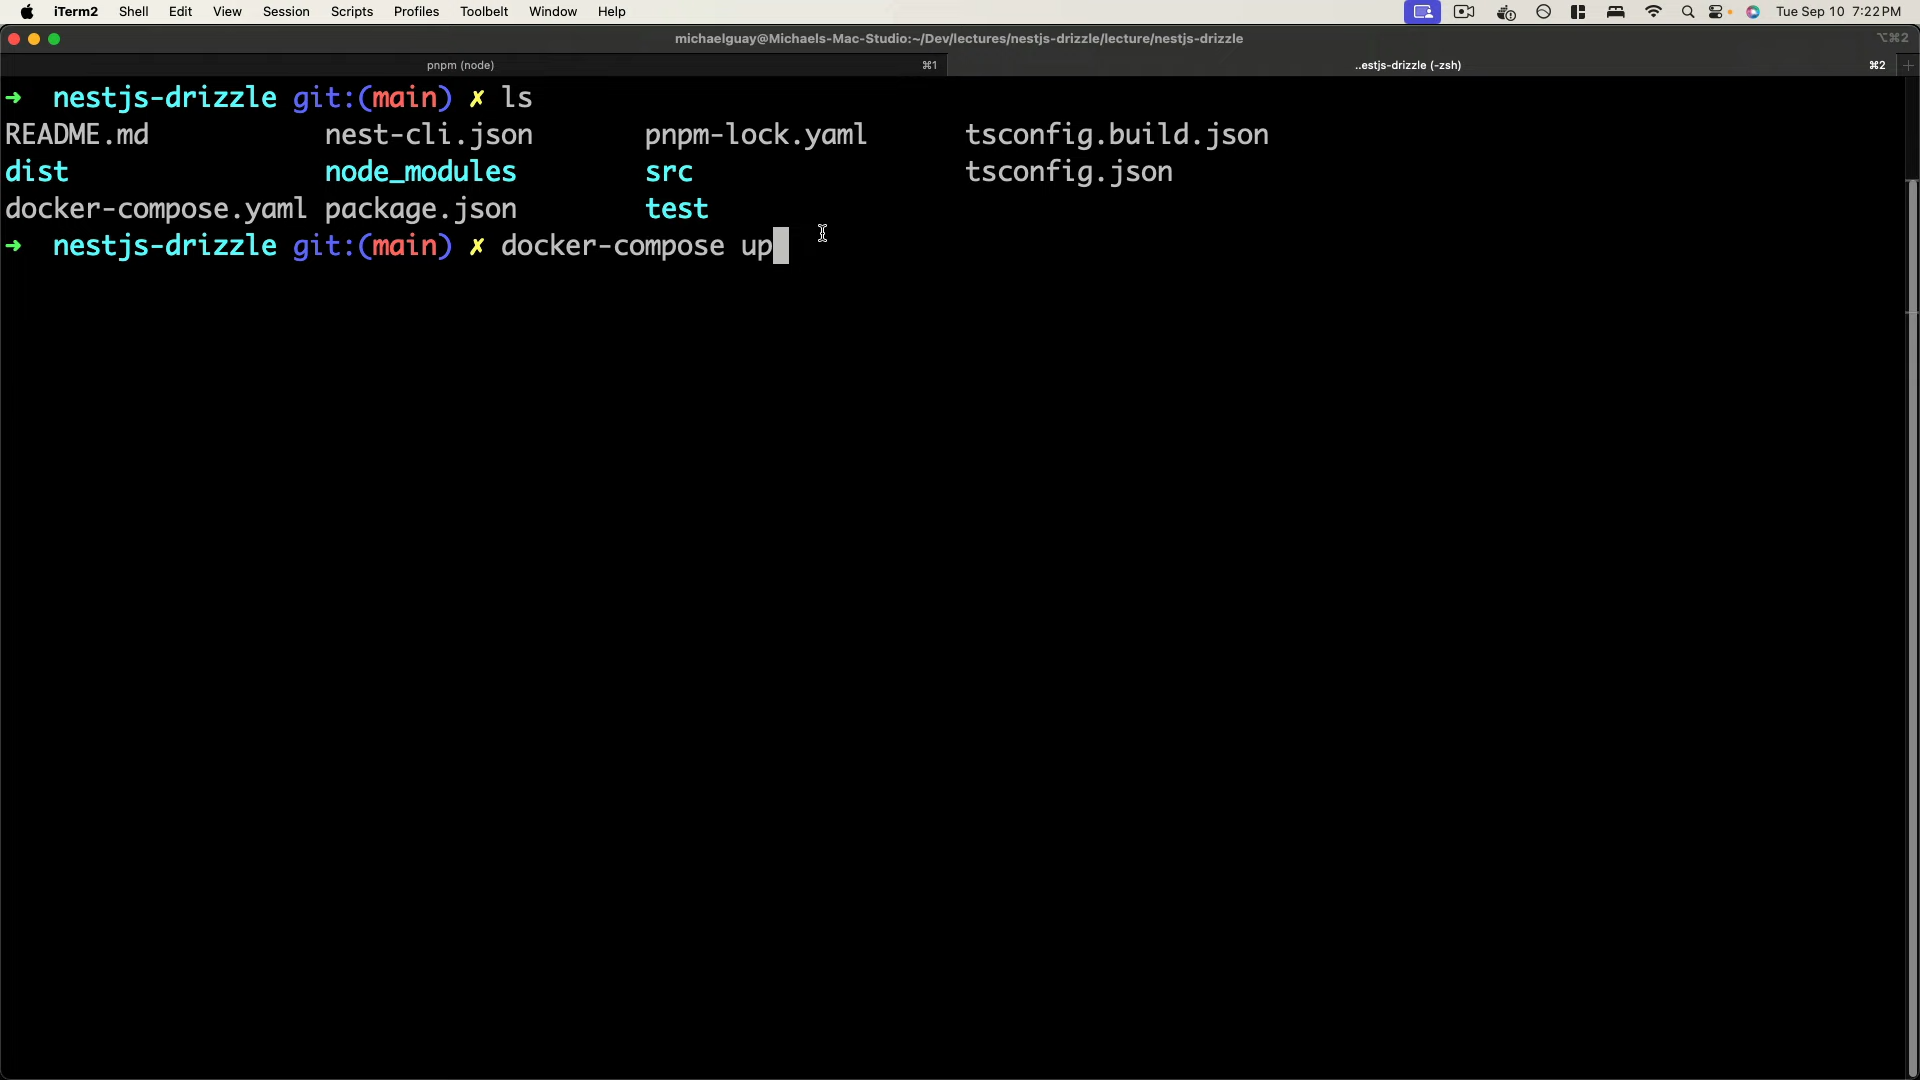 iTerm2 Shell Edit View Session Scripts Profiles Toolbelt Window Help Tue Sep 10 7:22 PM
michaelguay@Michaels-Mac-Studio:~/Dev/lectures/nestjs-drizzle/lecture/nestjs-drizzle ⌥⌘2
pnpm (node) ⌘1 ..estjs-drizzle (-zsh) ⌘2
➜ nestjs-drizzle git:(main) ✗ ls
README.md nest-cli.json pnpm-lock.yaml tsconfig.build.json
dist node_modules src tsconfig.json
docker-compose.yaml package.json test
➜ nestjs-drizzle git:(main) ✗ docker-compose up